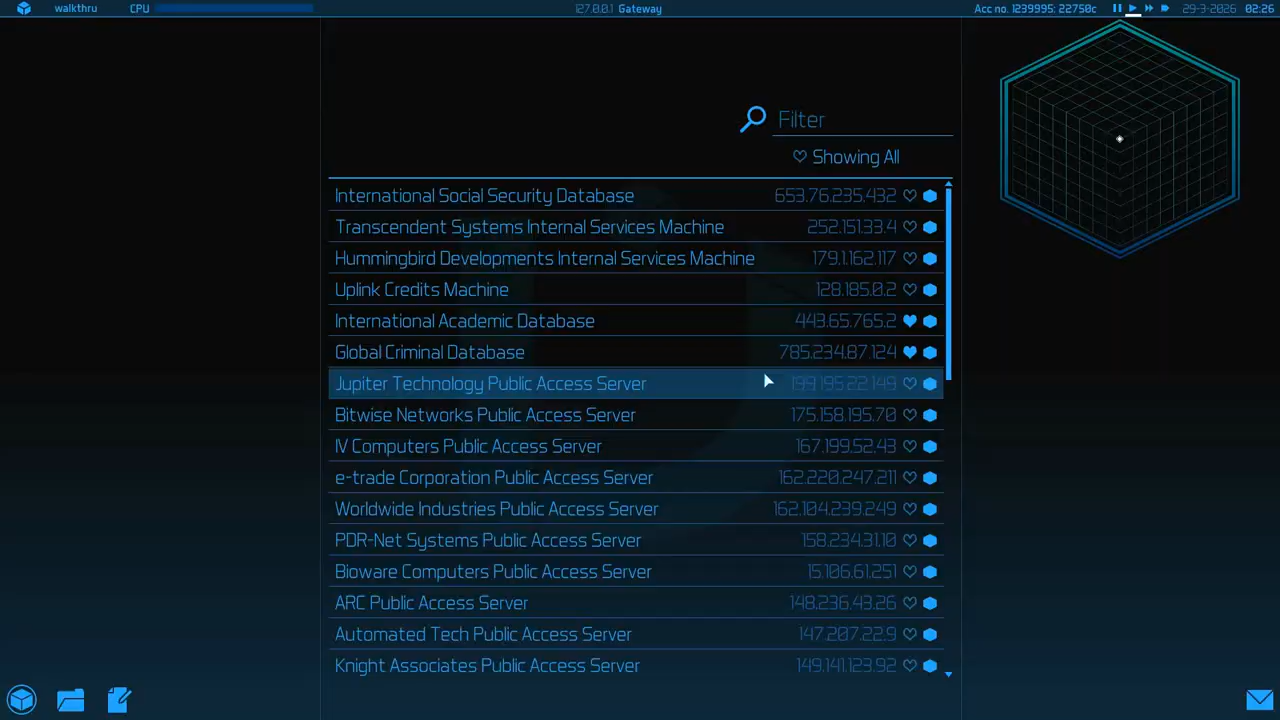 walkthru CPU 127.0.0.1 Gateway Acc no. 1239995: 22750c 29-3-2026 02:26
Filter
Showing All
International Social Security Database 653.76.235.432
Transcendent Systems Internal Services Machine 252.151.33.4
Hummingbird Developments Internal Services Machine 179.1.162.117
Uplink Credits Machine 128.185.0.2
International Academic Database 443.65.765.2
Global Criminal Database 785.234.87.124
Jupiter Technology Public Access Server 199.195.22.149
Bitwise Networks Public Access Server 175.158.195.70
IV Computers Public Access Server 167.199.52.43
e-trade Corporation Public Access Server 162.220.247.211
Worldwide Industries Public Access Server 162.104.239.249
PDR-Net Systems Public Access Server 158.234.31.10
Bioware Computers Public Access Server 15.106.61.251
ARC Public Access Server 148.236.43.26
Automated Tech Public Access Server 147.207.22.9
Knight Associates Public Access Server 149.141.123.92